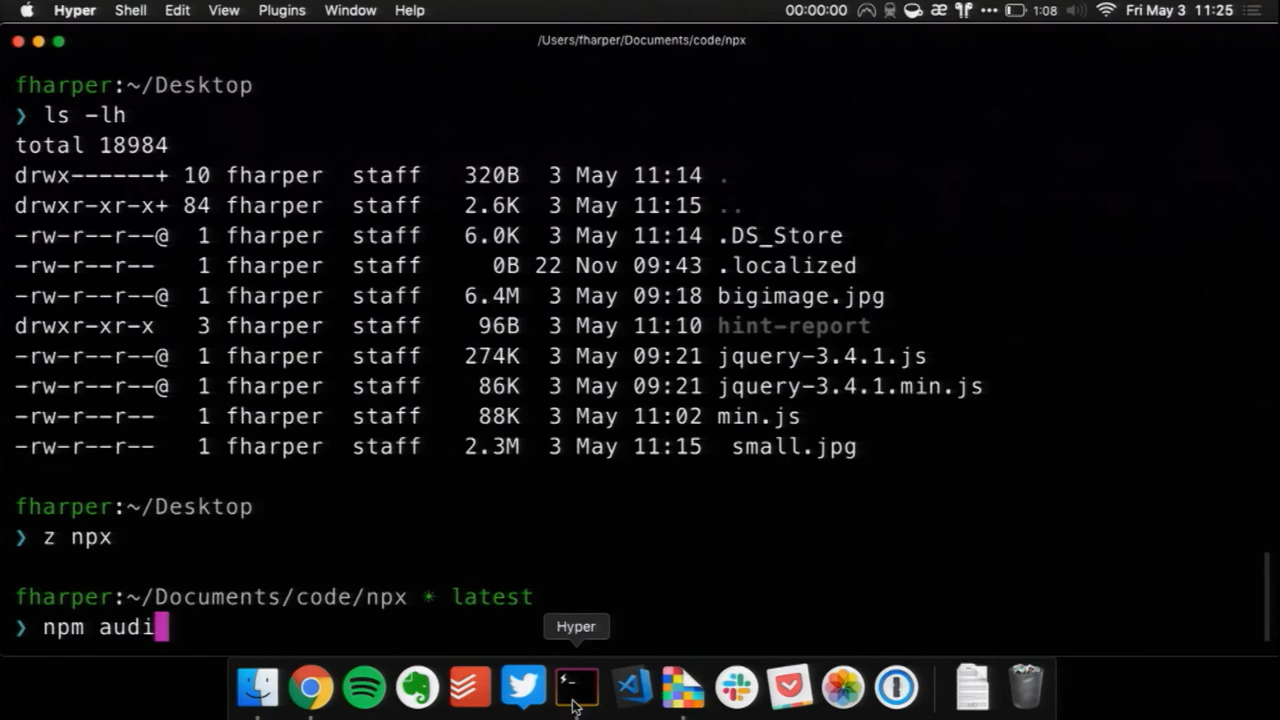 Hyper Shell Edit View Plugins Window Help 00:00:00 æ ••• 1:08 Fri May 3 11:25
/Users/fharper/Documents/code/npx
fharper:~/Desktop
❯ ls -lh
total 18984
drwx------+ 10 fharper staff 320B 3 May 11:14 .
drwxr-xr-x+ 84 fharper staff 2.6K 3 May 11:15 ..
-rw-r--r--@ 1 fharper staff 6.0K 3 May 11:14 .DS_Store
-rw-r--r-- 1 fharper staff 0B 22 Nov 09:43 .localized
-rw-r--r--@ 1 fharper staff 6.4M 3 May 09:18 bigimage.jpg
drwxr-xr-x 3 fharper staff 96B 3 May 11:10 hint-report
-rw-r--r--@ 1 fharper staff 274K 3 May 09:21 jquery-3.4.1.js
-rw-r--r--@ 1 fharper staff 86K 3 May 09:21 jquery-3.4.1.min.js
-rw-r--r-- 1 fharper staff 88K 3 May 11:02 min.js
-rw-r--r-- 1 fharper staff 2.3M 3 May 11:15 small.jpg
fharper:~/Desktop
❯ z npx
fharper:~/Documents/code/npx * latest
❯ npm audi
Hyper